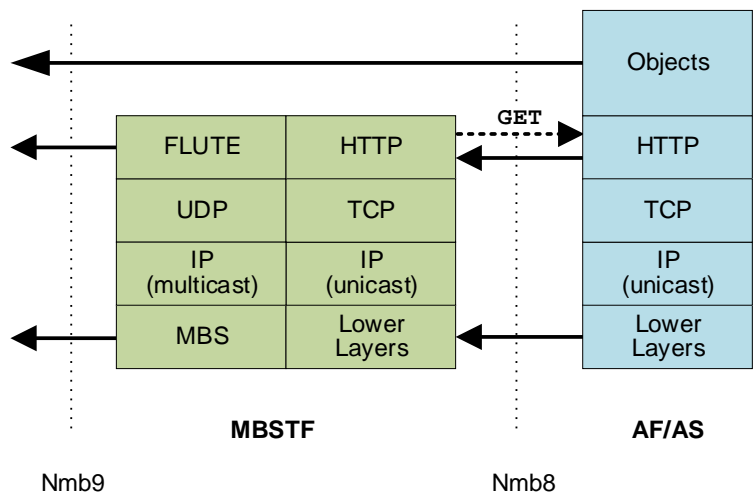 Objects
GET
FLUTE HTTP HTTP
UDP TCP TCP
IP
(multicast)
IP
(unicast)
IP
(unicast)
MBS
Lower
Layers
Lower
Layers
MBSTF AF/AS
Nmb9 Nmb8